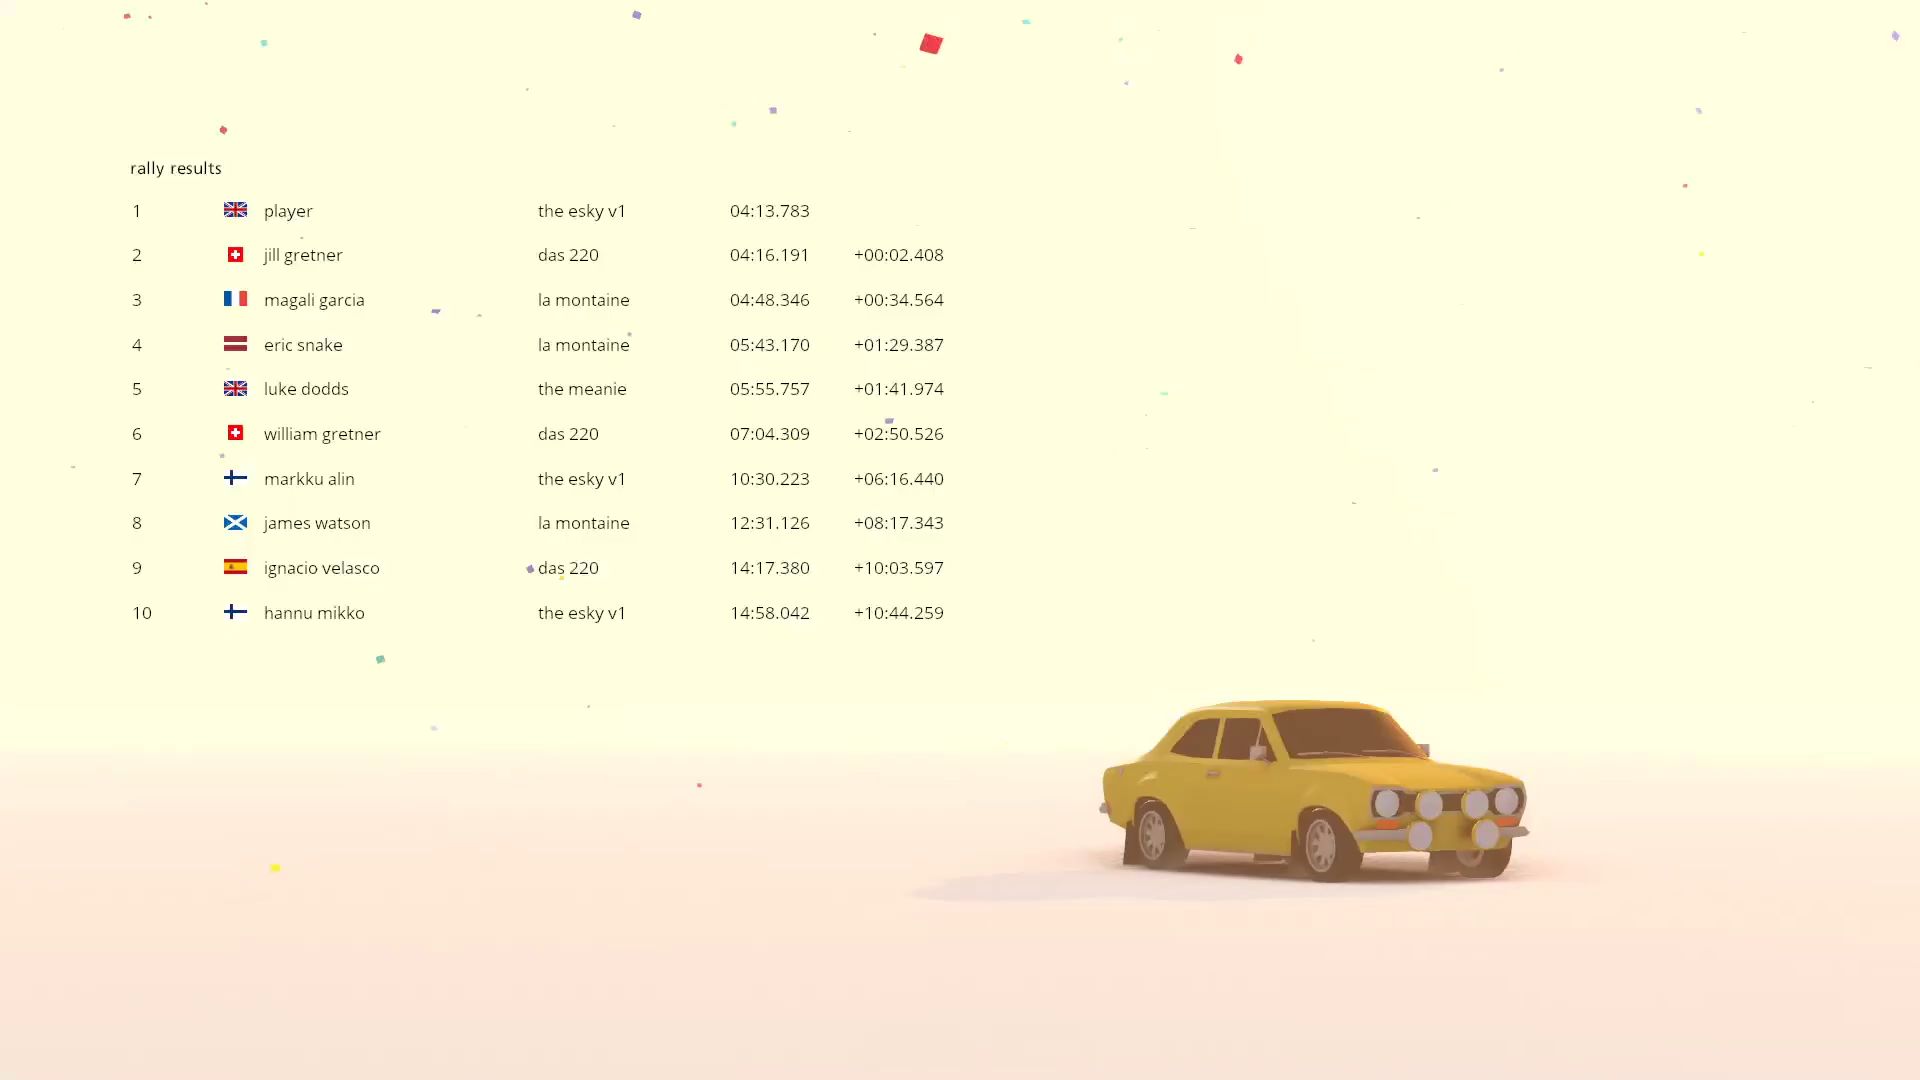 rally results
1 player the esky v1 04:13.783
2 jill gretner das 220 04:16.191 +00:02.408
3 magali garcia la montaine 04:48.346 +00:34.564
4 eric snake la montaine 05:43.170 +01:29.387
5 luke dodds the meanie 05:55.757 +01:41.974
6 william gretner das 220 07:04.309 +02:50.526
7 markku alin the esky v1 10:30.223 +06:16.440
8 james watson la montaine 12:31.126 +08:17.343
9 ignacio velasco das 220 14:17.380 +10:03.597
10 hannu mikko the esky v1 14:58.042 +10:44.259